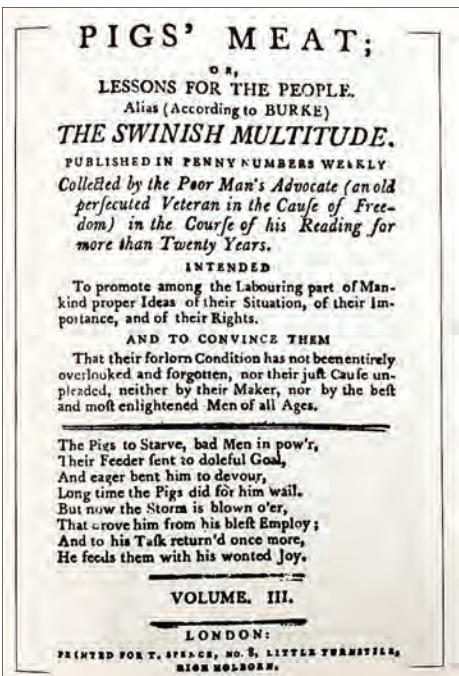 PIGS' MEAT;
OR,
LESSONS FOR THE PEOPLE.
Alias (According to BURKE)
THE SWINISH MULTITUDE.
PUBLISHED IN PENNY NUMBERS WEEKLY
Collected by the Poor Man's Advocate (an old
perſecuted Veteran in the Cauſe of Free-
dom) in the Courſe of his Reading for
more than Twenty Years.
INTENDED
To promote among the Labouring part of Man-
kind proper Ideas of their Situation, of their Im-
portance, and of their Rights.
AND TO CONVINCE THEM
That their forlorn Condition has not been entirely
overlooked and forgotten, nor their juſt Cauſe un-
pleaded, neither by their Maker, nor by the beſt
and moſt enlightened Men of all Ages.
The Pigs to Starve, bad Men in pow'r,
Their Feeder ſent to doleful Goal,
And eager bent him to devour,
Long time the Pigs did for him wail.
But now the Storm is blown o'er,
That drove him from his bleſt Employ;
And to his Taſk return'd once more,
He feeds them with his wonted Joy.
VOLUME. III.
LONDON:
PRINTED FOR T. SPENCE, NO. 8, LITTLE TURNSTILE,
HIGH HOLBORN.